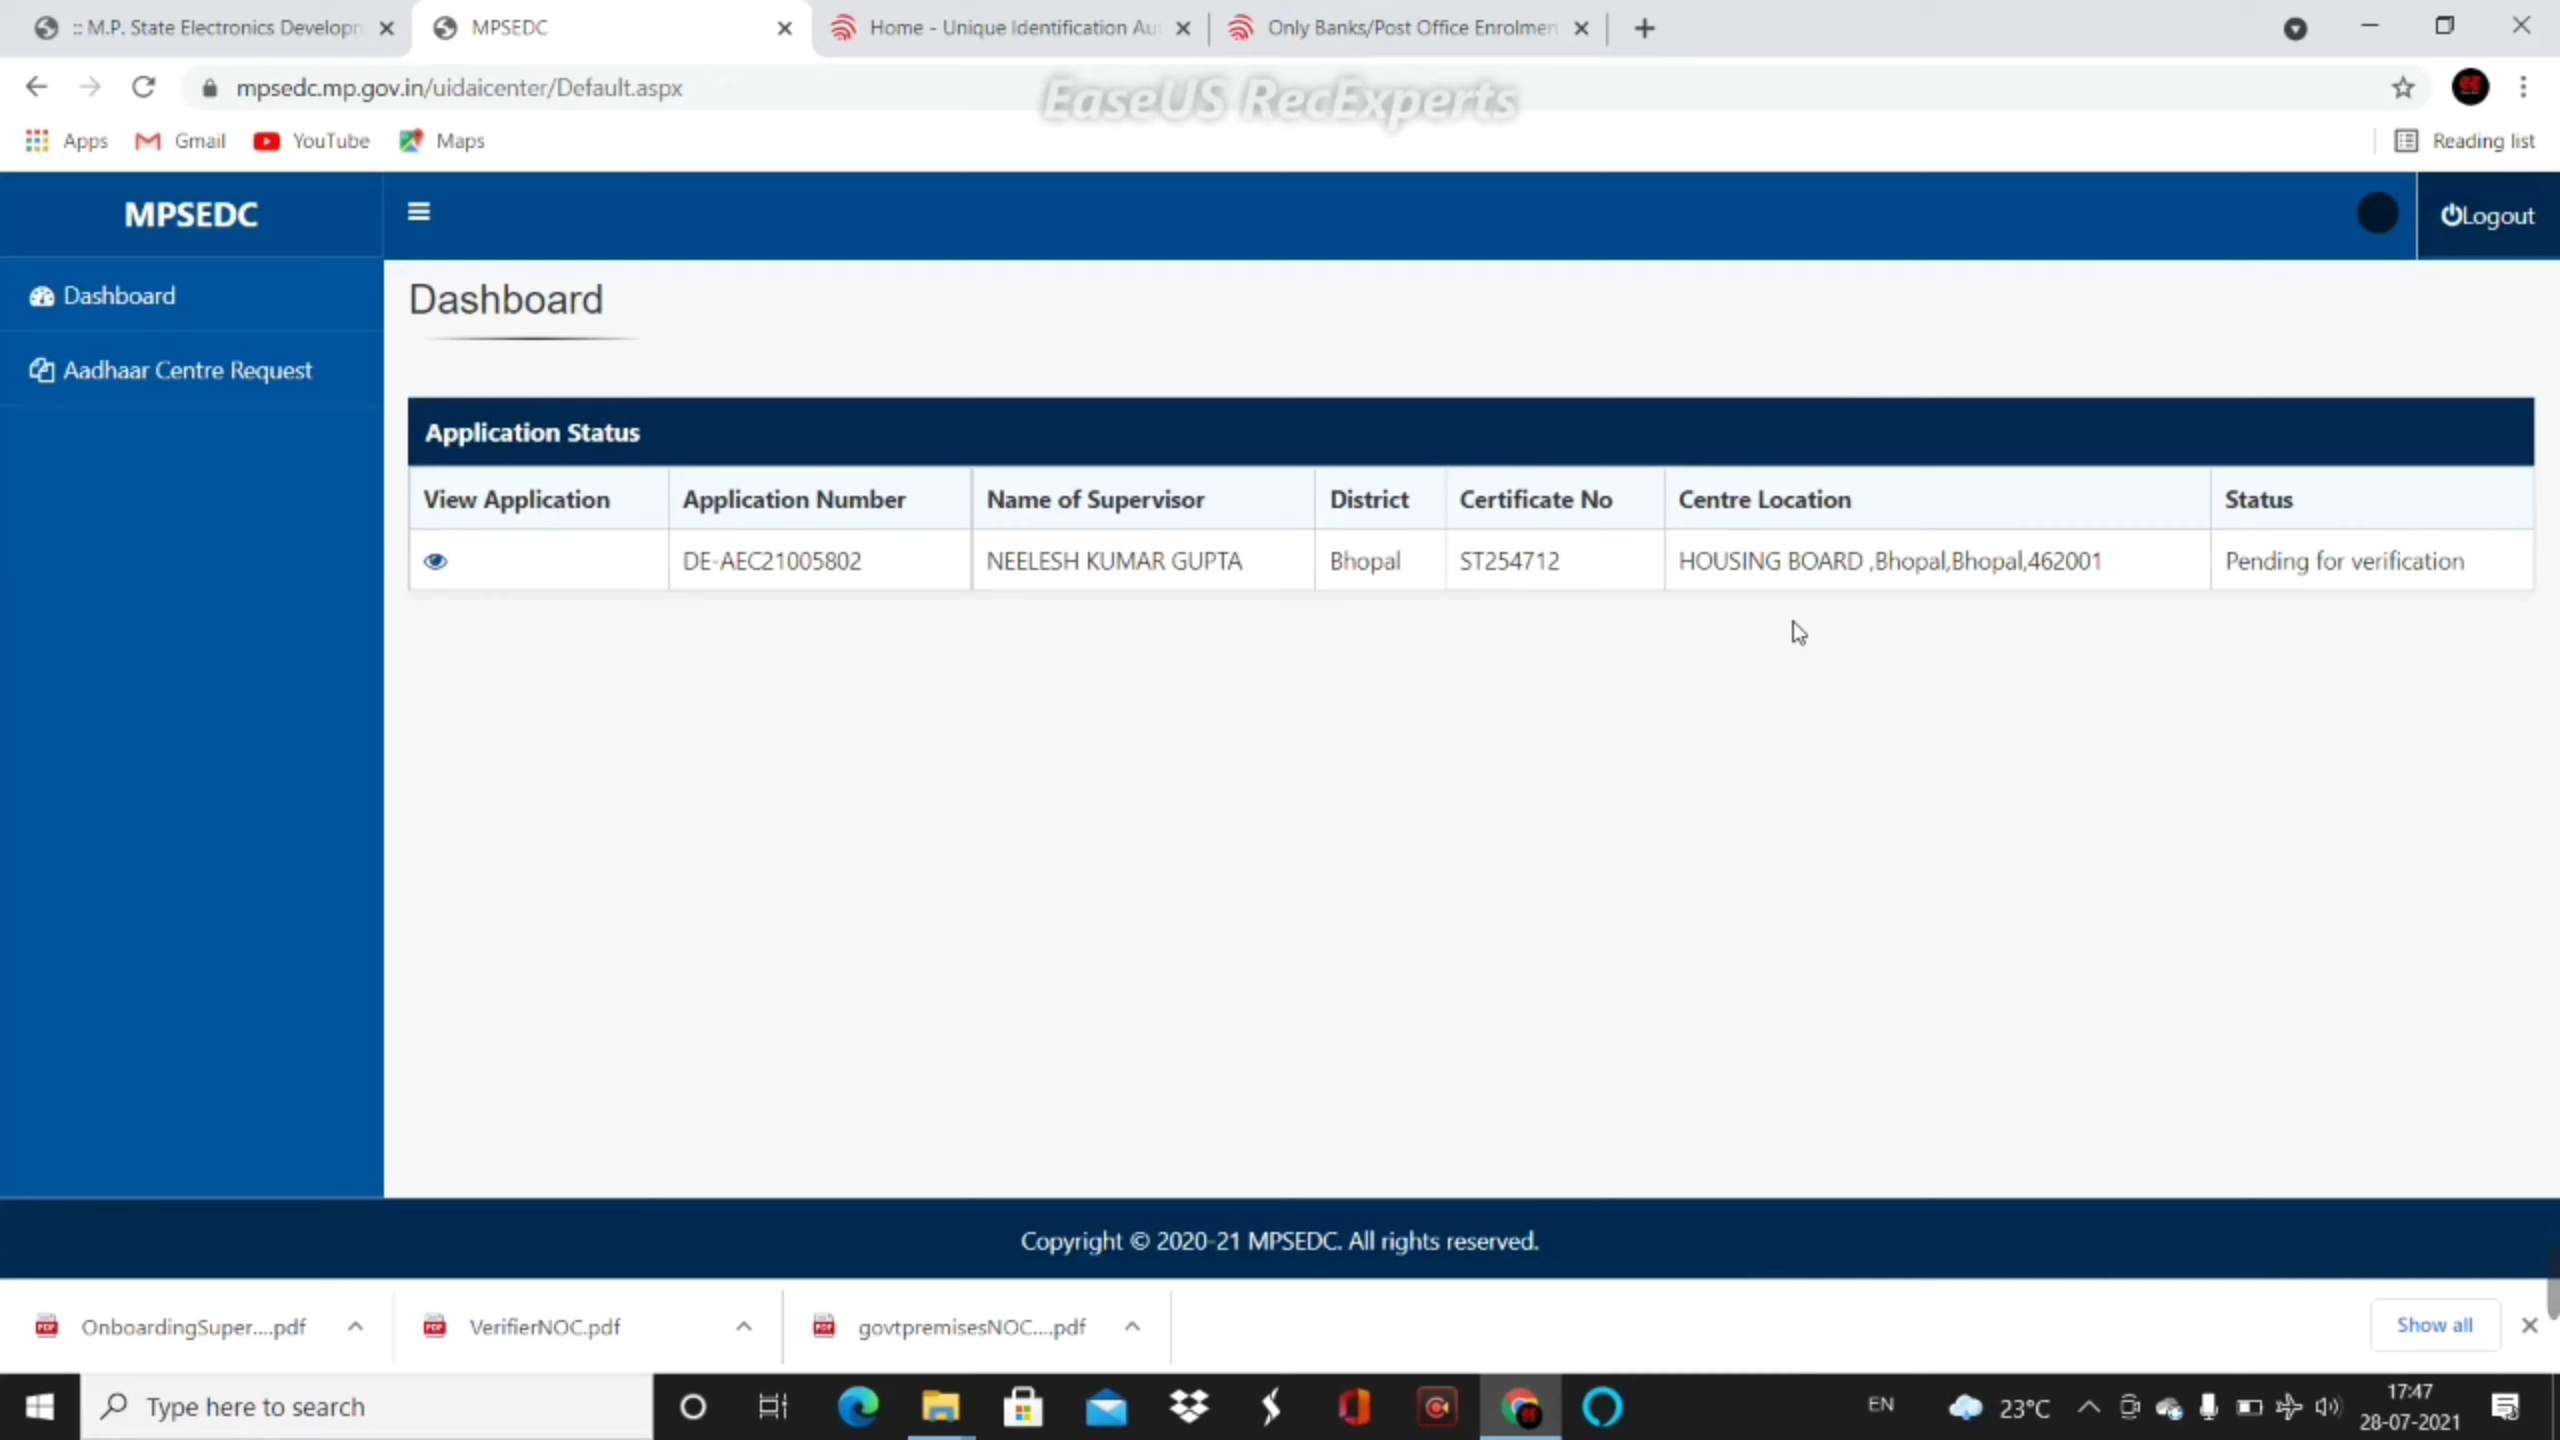 :: M.P. State Electronics Developn
MPSEDC
Home - Unique Identification Au
Only Banks/Post Office Enrolmen
mpsedc.mp.gov.in/uidaicenter/Default.aspx
EaseUS RecExperts
Apps
Gmail
YouTube
Maps
Reading list
MPSEDC
Logout
Dashboard
Aadhaar Centre Request
Dashboard
Application Status
View Application Application Number Name of Supervisor District Certificate No Centre Location Status
DE-AEC21005802 NEELESH KUMAR GUPTA Bhopal ST254712 HOUSING BOARD ,Bhopal,Bhopal,462001 Pending for verification
Copyright © 2020-21 MPSEDC. All rights reserved.
OnboardingSuper....pdf
VerifierNOC.pdf
govtpremisesNOC....pdf
Show all
Type here to search
EN
23°C
17:47
28-07-2021